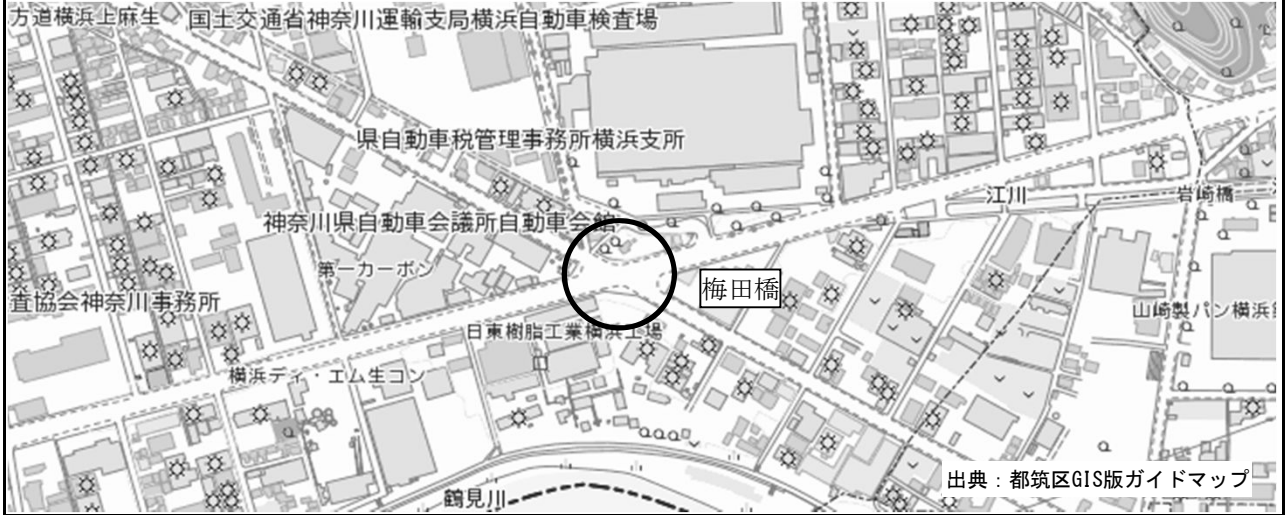 方道横浜上麻生
国土交通省神奈川運輸支局横浜自動車検査場
県自動車税管理事務所横浜支所
江川
岩崎橋
神奈川県自動車会議所自動車会館
第一カーボン
梅田橋
査協会神奈川事務所
山崎製パン横浜
日東樹脂工業横浜工場
横浜ディ・エム生コン
出典：都筑区GIS版ガイドマップ
鶴見川